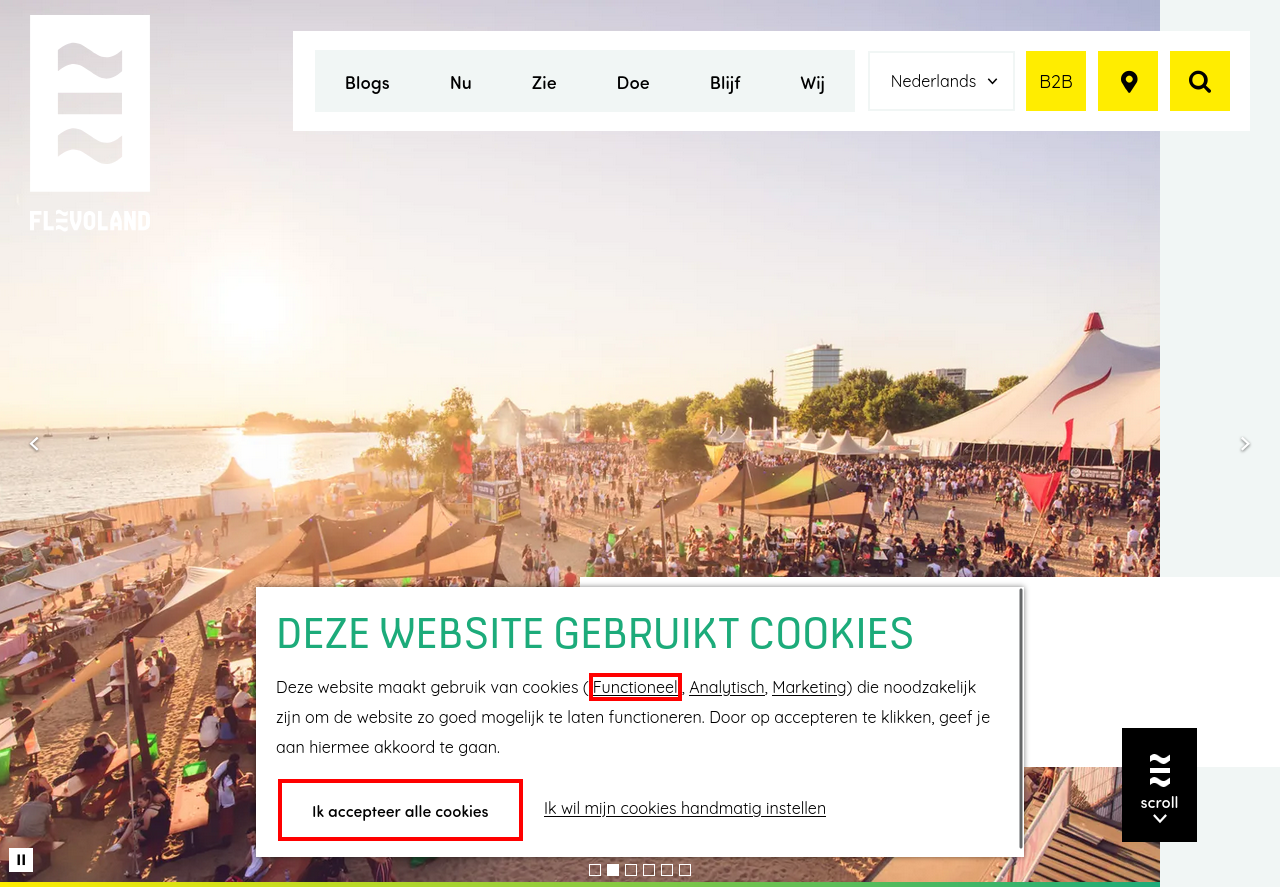 FLEVOLAND
Blogs Nu Zie Doe Blijf Wij Nederlands B2B
DEZE WEBSITE GEBRUIKT COOKIES
Deze website maakt gebruik van cookies (Functioneel, Analytisch, Marketing) die noodzakelijk
zijn om de website zo goed mogelijk te laten functioneren. Door op accepteren te klikken, geef je
aan hiermee akkoord te gaan.
Ik accepteer alle cookies Ik wil mijn cookies handmatig instellen
scroll